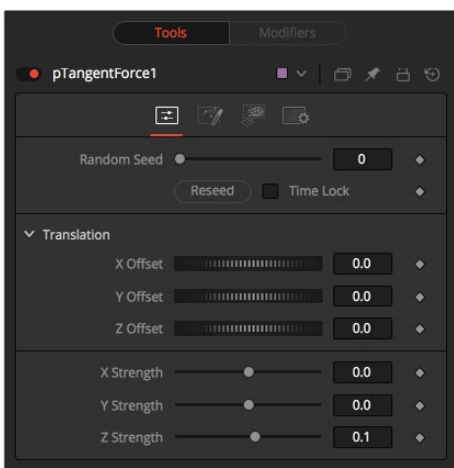 Tools Modifiers
pTangentForce1
Random Seed 0
Reseed Time Lock
Translation
X Offset 0.0
Y Offset 0.0
Z Offset 0.0
X Strength 0.0
Y Strength 0.0
Z Strength 0.1